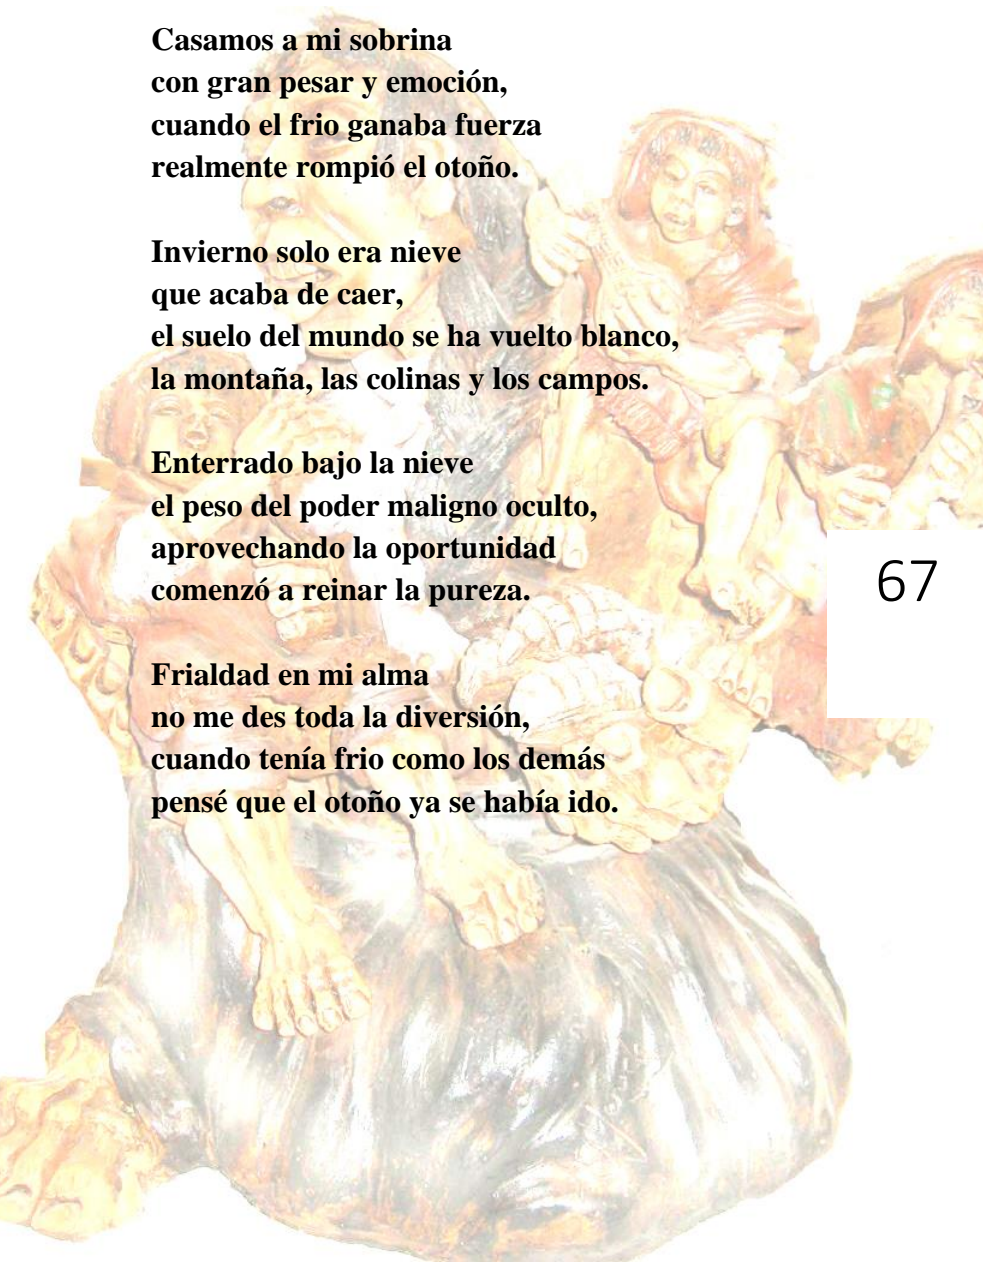 Casamos a mi sobrina
con gran pesar y emoción,
cuando el frio ganaba fuerza
realmente rompió el otoño.
Invierno solo era nieve
que acaba de caer,
el suelo del mundo se ha vuelto blanco,
la montaña, las colinas y los campos.
Enterrado bajo la nieve
el peso del poder maligno oculto,
aprovechando la oportunidad
comenzó a reinar la pureza.
67
Frialdad en mi alma
no me des toda la diversión,
cuando tenía frio como los demás
pensé que el otoño ya se había ido.